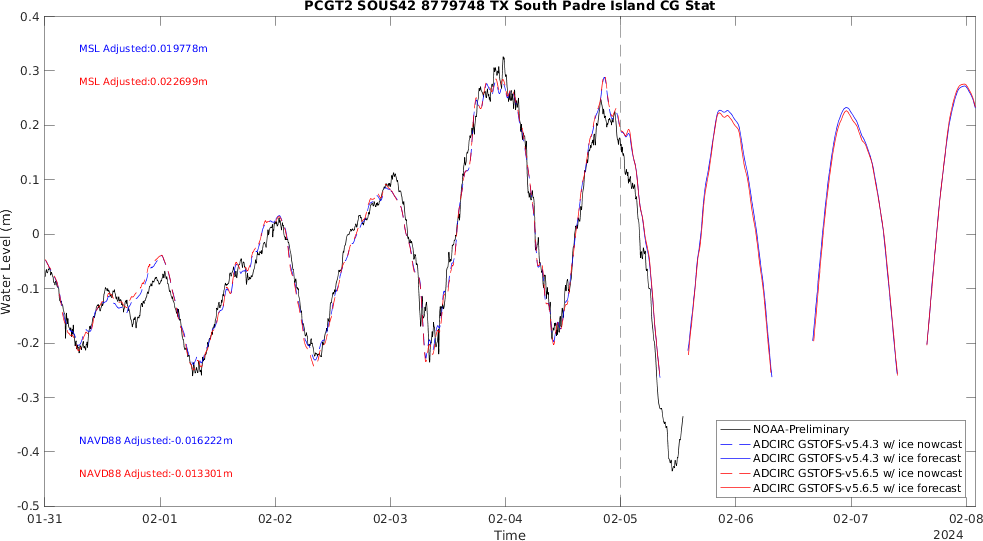 PCGT2 SOUS42 8779748 TX South Padre Island CG Stat
0.4
0.3
0.2
0.1
0
-0.1
-0.2
-0.3
-0.4
-0.5
Water Level (m)
MSL Adjusted:0.019778m
MSL Adjusted:0.022699m
NAVD88 Adjusted:-0.016222m
NAVD88 Adjusted:-0.013301m
NOAA-Preliminary
ADCIRC GSTOFS-v5.4.3 w/ ice nowcast
ADCIRC GSTOFS-v5.4.3 w/ ice forecast
ADCIRC GSTOFS-v5.6.5 w/ ice nowcast
ADCIRC GSTOFS-v5.6.5 w/ ice forecast
01-31 02-01 02-02 02-03 02-04 02-05 02-06 02-07 02-08
Time
2024